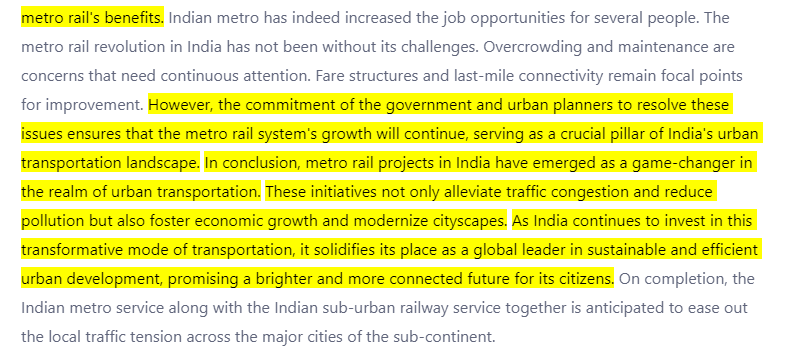 metro rail's benefits. Indian metro has indeed increased the job opportunities for several people. The
metro rail revolution in India has not been without its challenges. Overcrowding and maintenance are
concerns that need continuous attention. Fare structures and last-mile connectivity remain focal points
for improvement. However, the commitment of the government and urban planners to resolve these
issues ensures that the metro rail system's growth will continue, serving as a crucial pillar of India's urban
transportation landscape. In conclusion, metro rail projects in India have emerged as a game-changer in
the realm of urban transportation. These initiatives not only alleviate traffic congestion and reduce
pollution but also foster economic growth and modernize cityscapes. As India continues to invest in this
transformative mode of transportation, it solidifies its place as a global leader in sustainable and efficient
urban development, promising a brighter and more connected future for its citizens. On completion, the
Indian metro service along with the Indian sub-urban railway service together is anticipated to ease out
the local traffic tension across the major cities of the sub-continent.